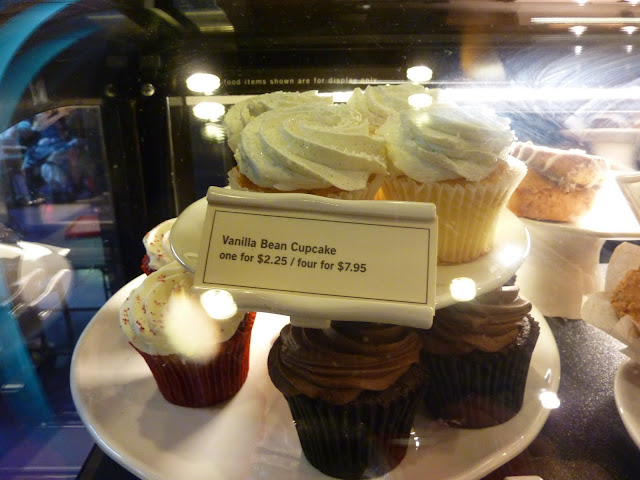 food items shown are for display only
Vanilla Bean Cupcake
one for $2.25 / four for $7.95